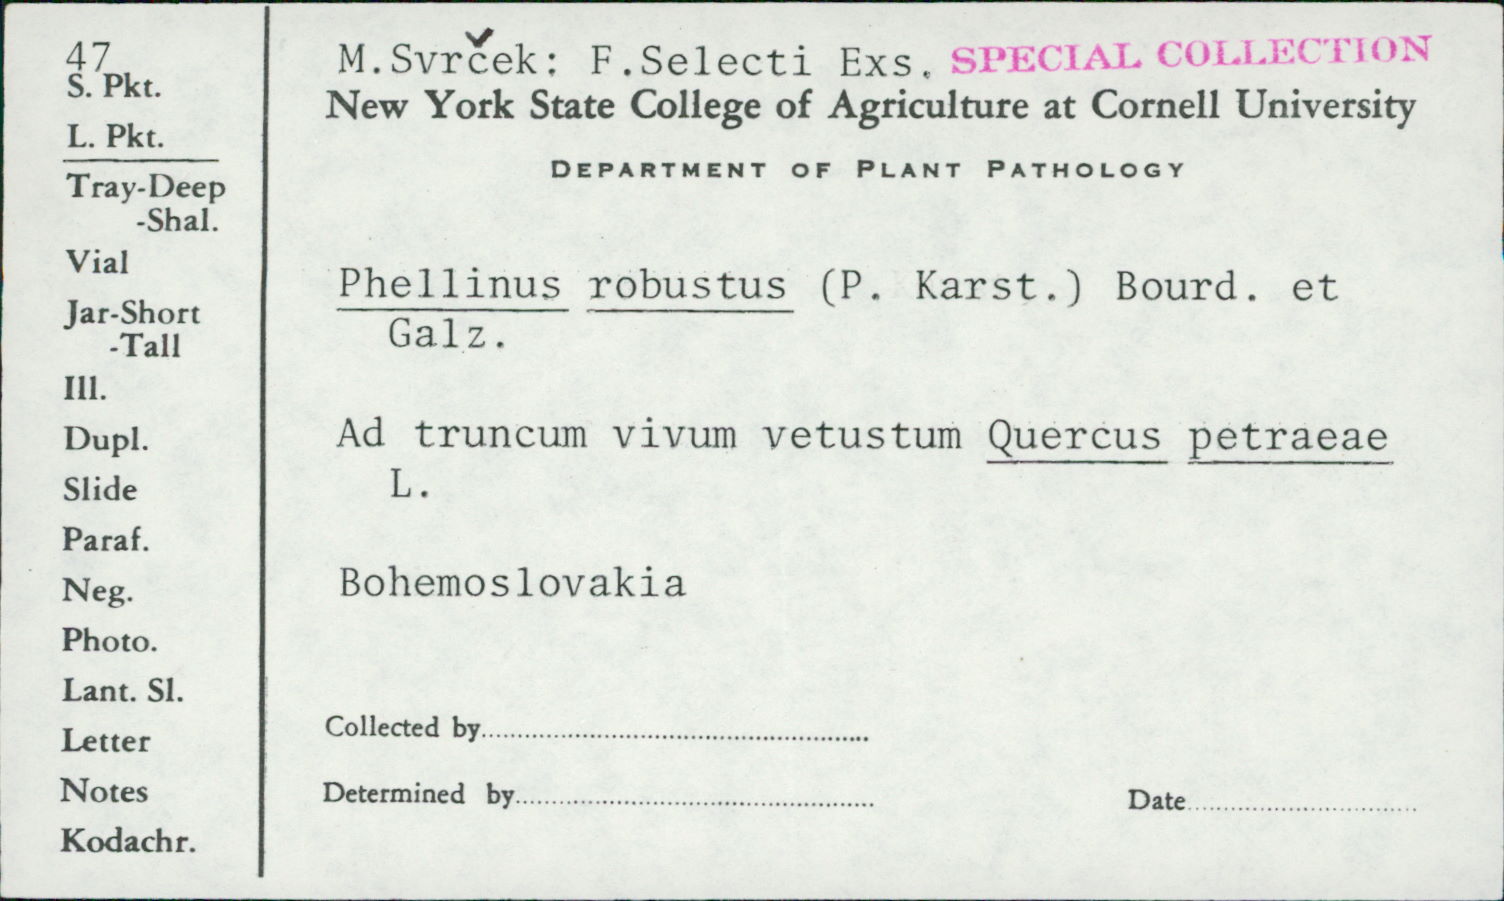 47
S. Pkt.
L. Pkt.
Tray-Deep
-Shal.
Vial
Jar-Short
-Tall
Ill.
Dupl.
Slide
Paraf.
Neg.
Photo.
Lant. Sl.
Letter
Notes
Kodachr.
M.Svrček: F.Selecti Exs. SPECIAL COLLECTION
New York State College of Agriculture at Cornell University
DEPARTMENT OF PLANT PATHOLOGY
Phellinus robustus (P. Karst.) Bourd. et
Galz.
Ad truncum vivum vetustum Quercus petraeae
L.
Bohemoslovakia
Collected by
Determined by
Date